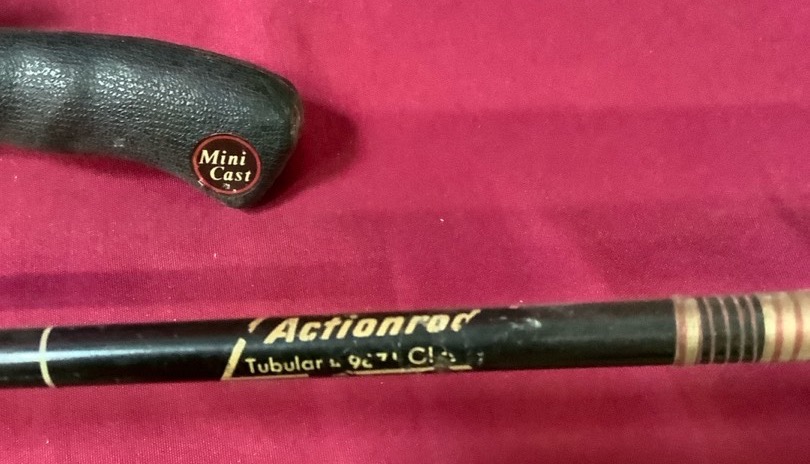 Mini
Cast
Actionrod
Tubular